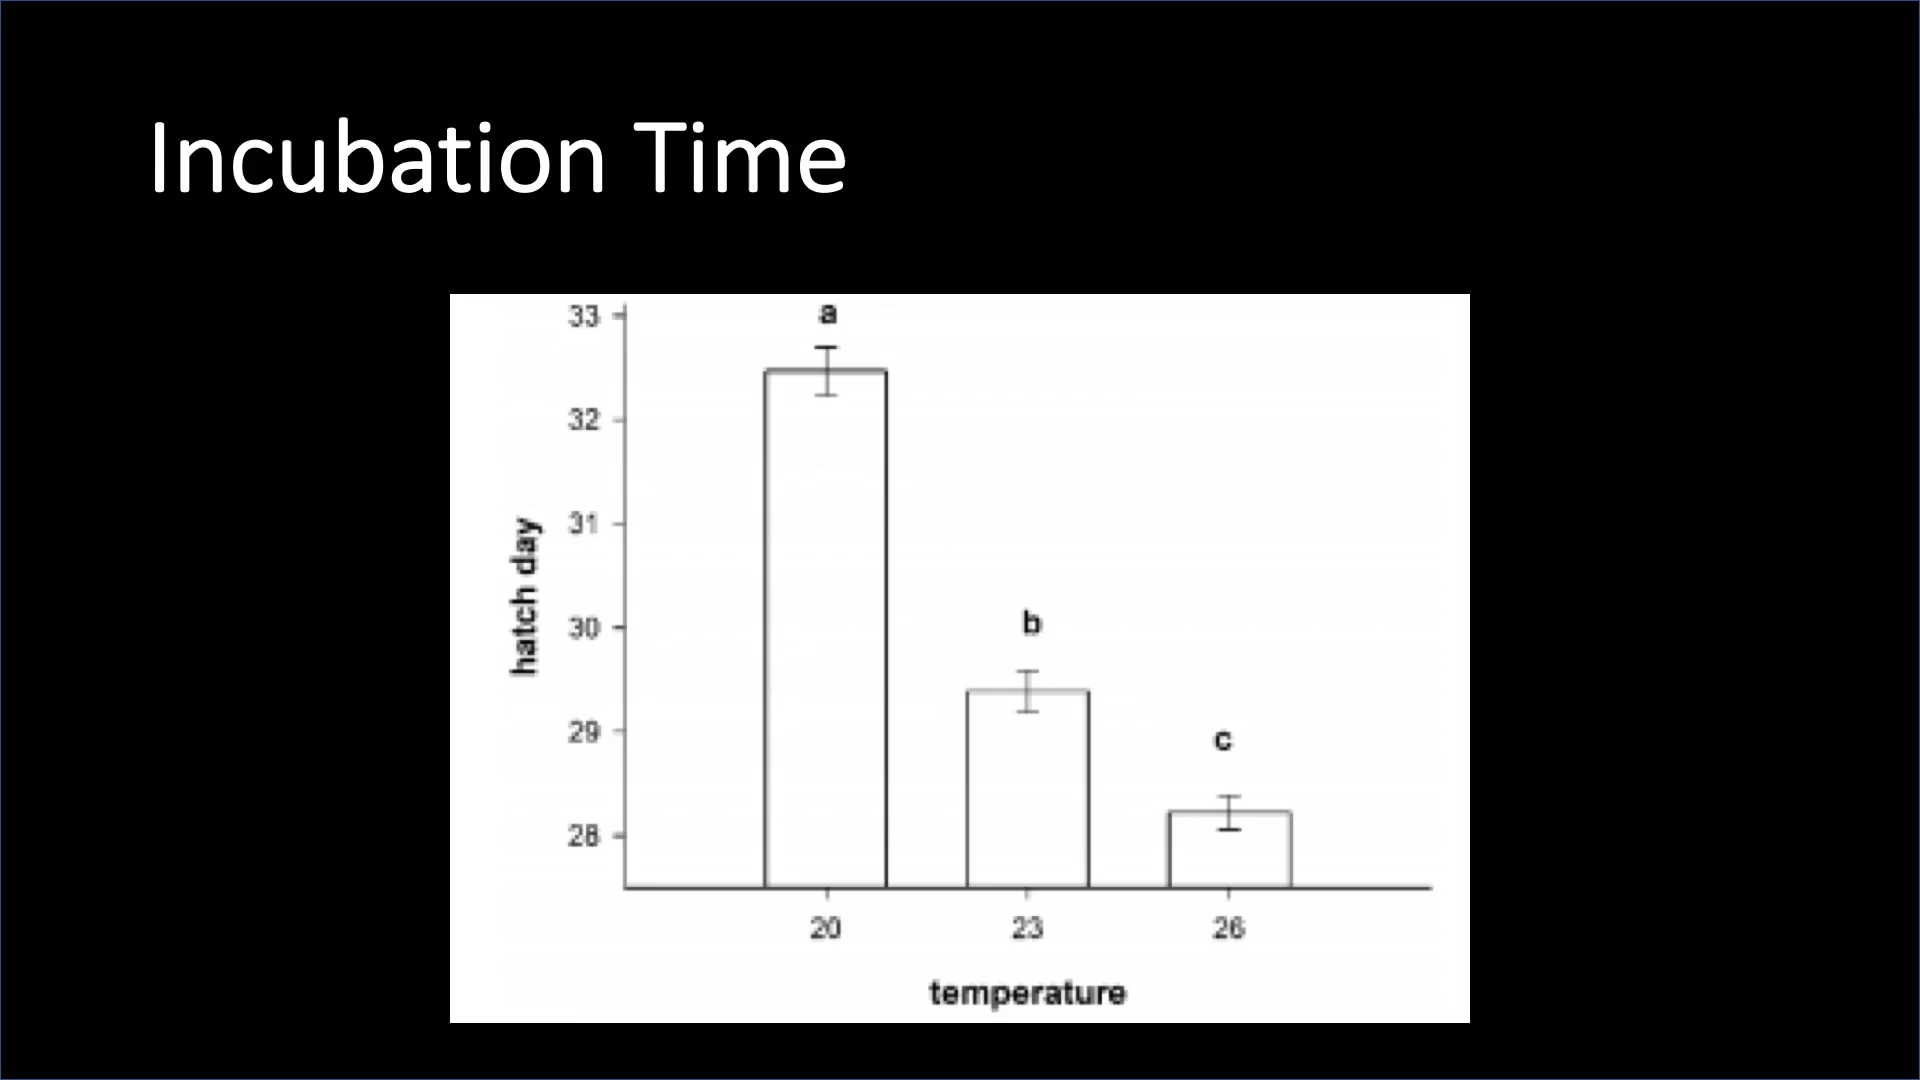 Incubation Time
33
a
32
31
hatch day
30
b
29
c
28
20 23 26
temperature